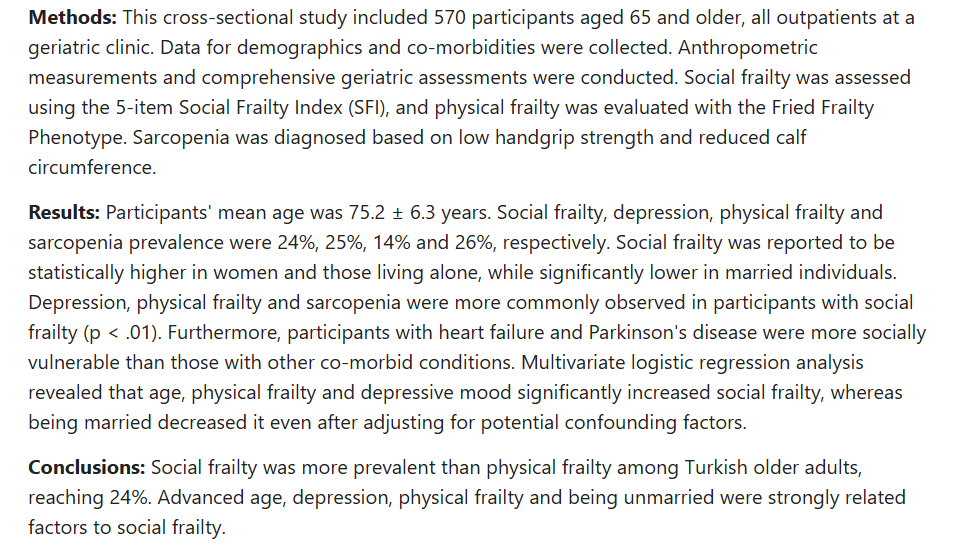 Methods: This cross-sectional study included 570 participants aged 65 and older, all outpatients at a
geriatric clinic. Data for demographics and co-morbidities were collected. Anthropometric
measurements and comprehensive geriatric assessments were conducted. Social frailty was assessed
using the 5-item Social Frailty Index (SFI), and physical frailty was evaluated with the Fried Frailty
Phenotype. Sarcopenia was diagnosed based on low handgrip strength and reduced calf
circumference.
Results: Participants' mean age was 75.2 ± 6.3 years. Social frailty, depression, physical frailty and
sarcopenia prevalence were 24%, 25%, 14% and 26%, respectively. Social frailty was reported to be
statistically higher in women and those living alone, while significantly lower in married individuals.
Depression, physical frailty and sarcopenia were more commonly observed in participants with social
frailty (p < .01). Furthermore, participants with heart failure and Parkinson's disease were more socially
vulnerable than those with other co-morbid conditions. Multivariate logistic regression analysis
revealed that age, physical frailty and depressive mood significantly increased social frailty, whereas
being married decreased it even after adjusting for potential confounding factors.
Conclusions: Social frailty was more prevalent than physical frailty among Turkish older adults,
reaching 24%. Advanced age, depression, physical frailty and being unmarried were strongly related
factors to social frailty.